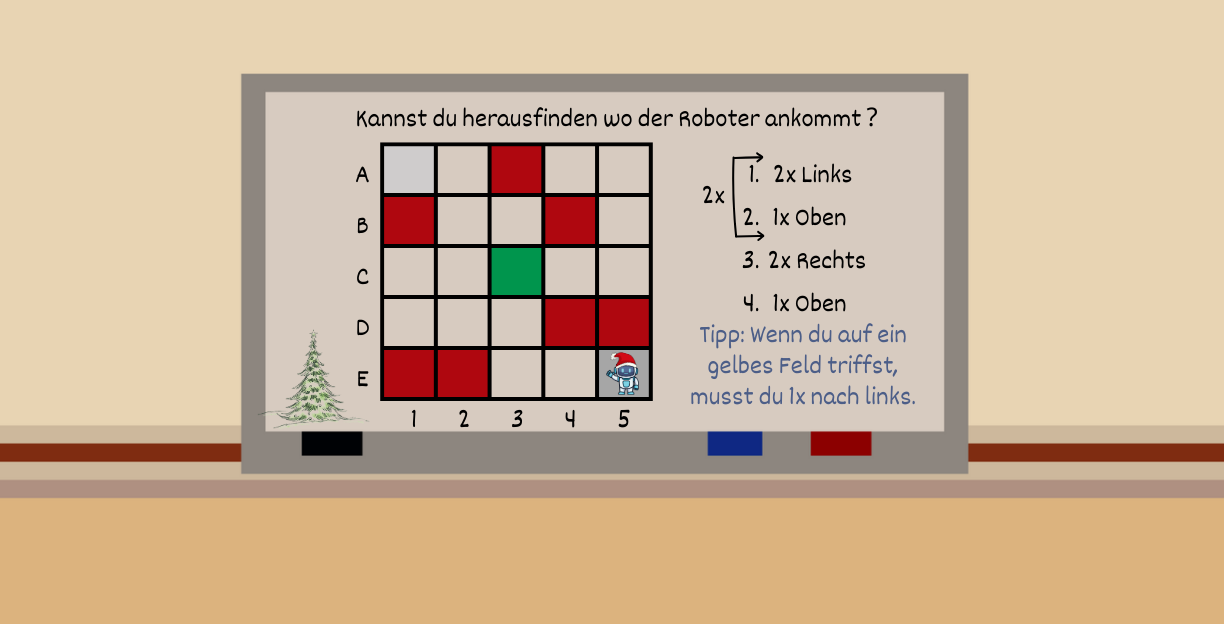 Kannst du herausfinden wo der Roboter ankommt ?
A
B
C
D
E
1 2 3 4 5
2x
1. 2x Links
2. 1x Oben
3. 2x Rechts
4. 1x Oben
Tipp: Wenn du auf ein
gelbes Feld triffst,
musst du 1x nach links.